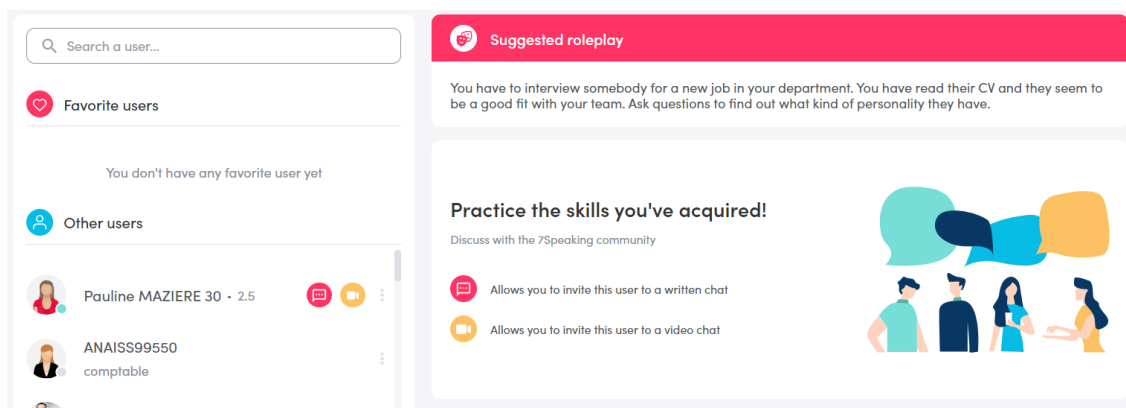 Search a user...
Favorite users
You don't have any favorite user yet
Other users
Pauline MAZIERE 30 • 2.5
ANAISS99550
comptable
Suggested roleplay
You have to interview somebody for a new job in your department. You have read their CV and they seem to
be a good fit with your team. Ask questions to find out what kind of personality they have.
Practice the skills you've acquired!
Discuss with the 7Speaking community
Allows you to invite this user to a written chat
Allows you to invite this user to a video chat